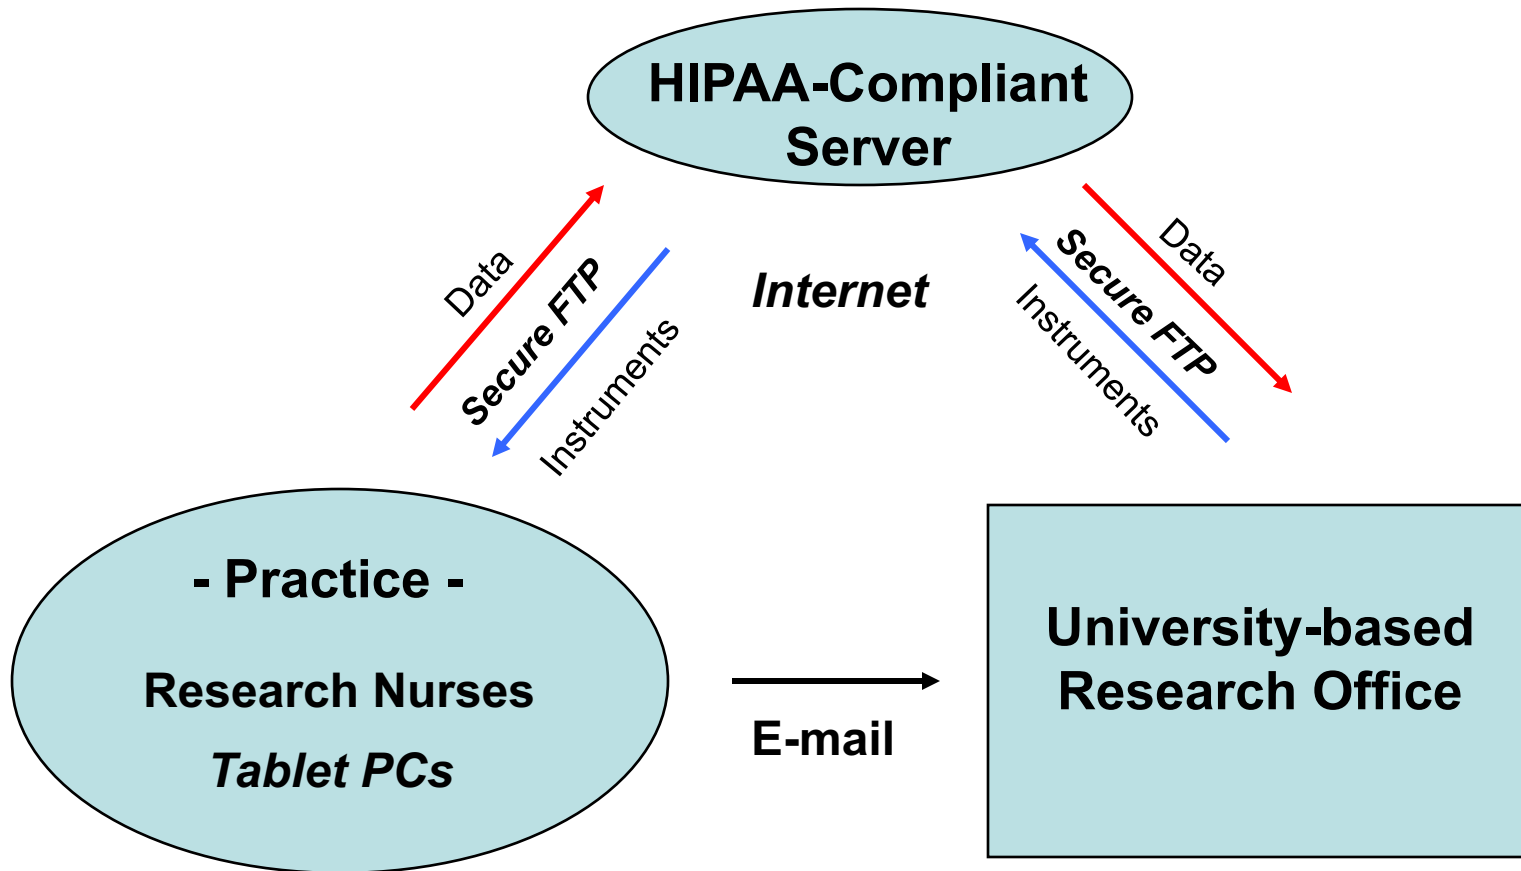 HIPAA-Compliant
Server
Data
Secure FTP
Instruments
Internet
Data
Secure FTP
Instruments
- Practice -
Research Nurses
Tablet PCs
E-mail
University-based
Research Office